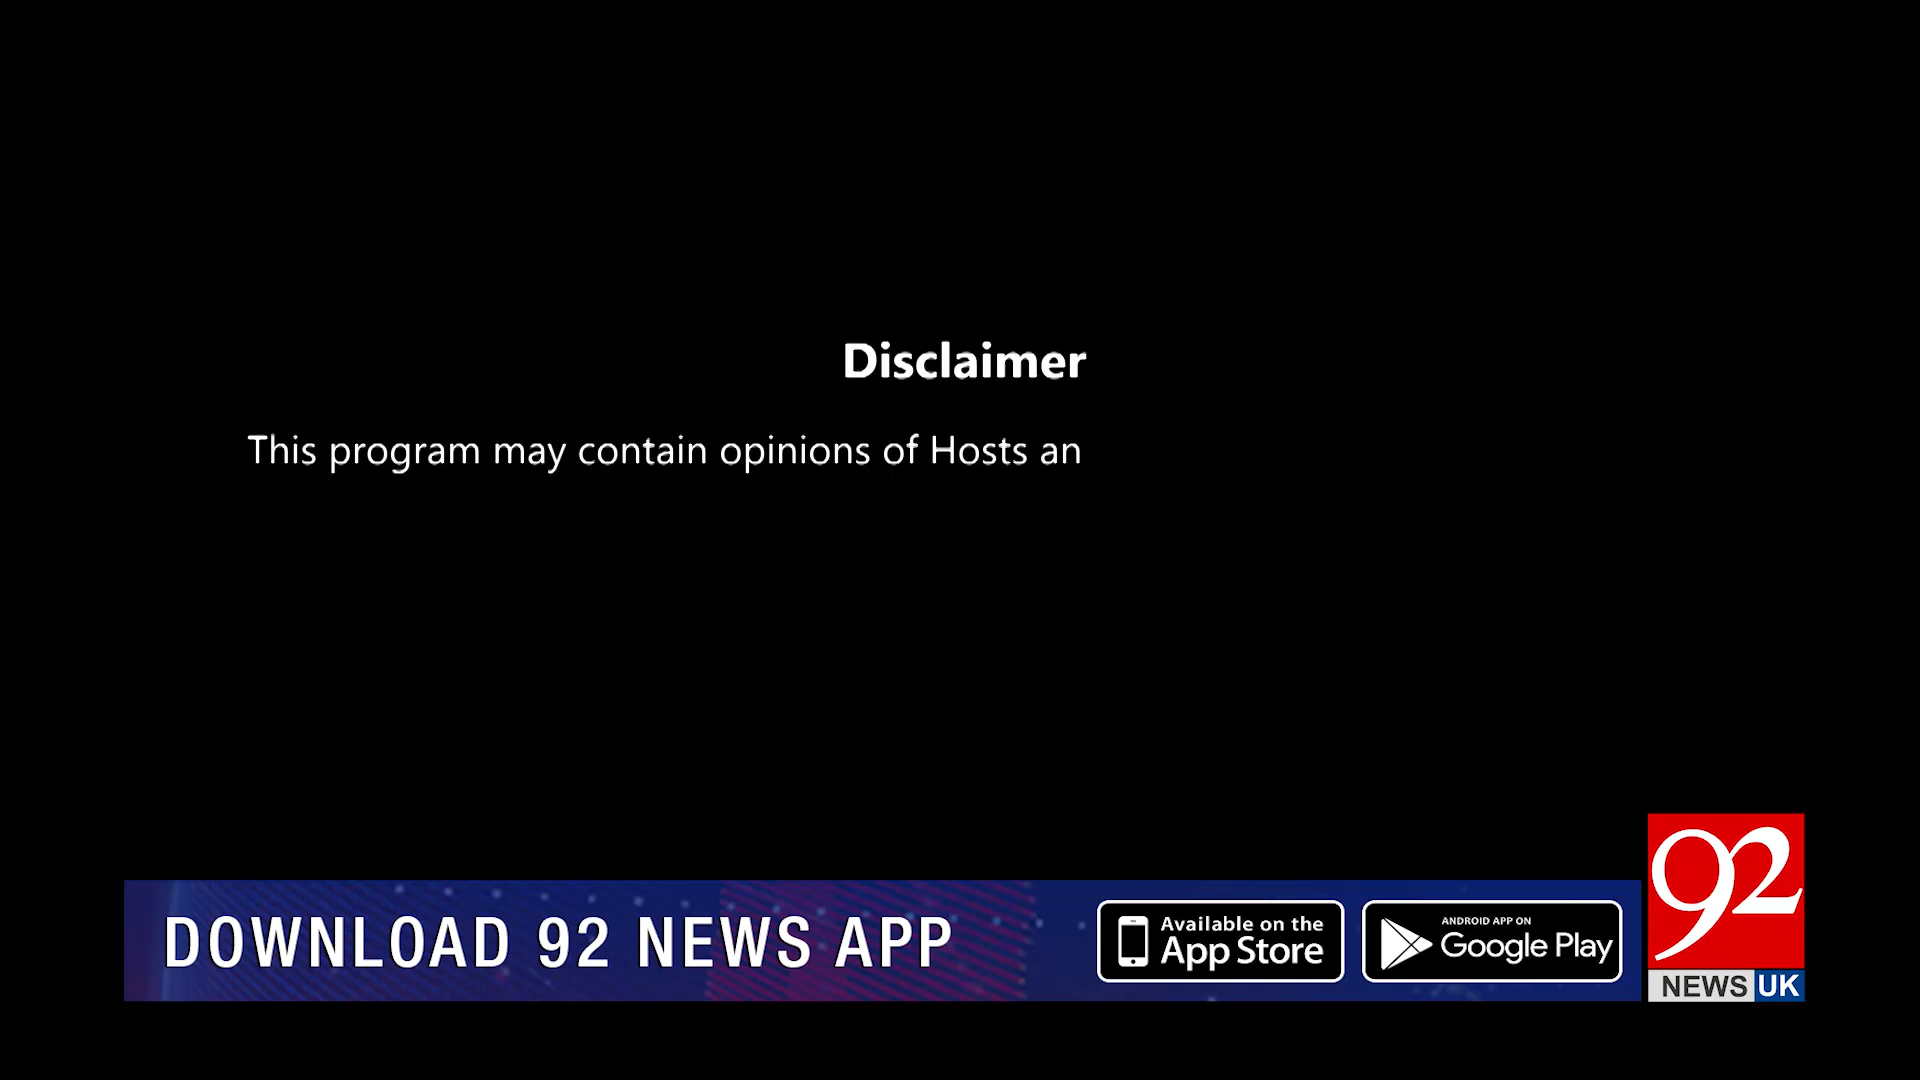 Disclaimer
This program may contain opinions of Hosts an
DOWNLOAD 92 NEWS APP
Available on the
App Store
ANDROID APP ON
Google Play
92
NEWS UK